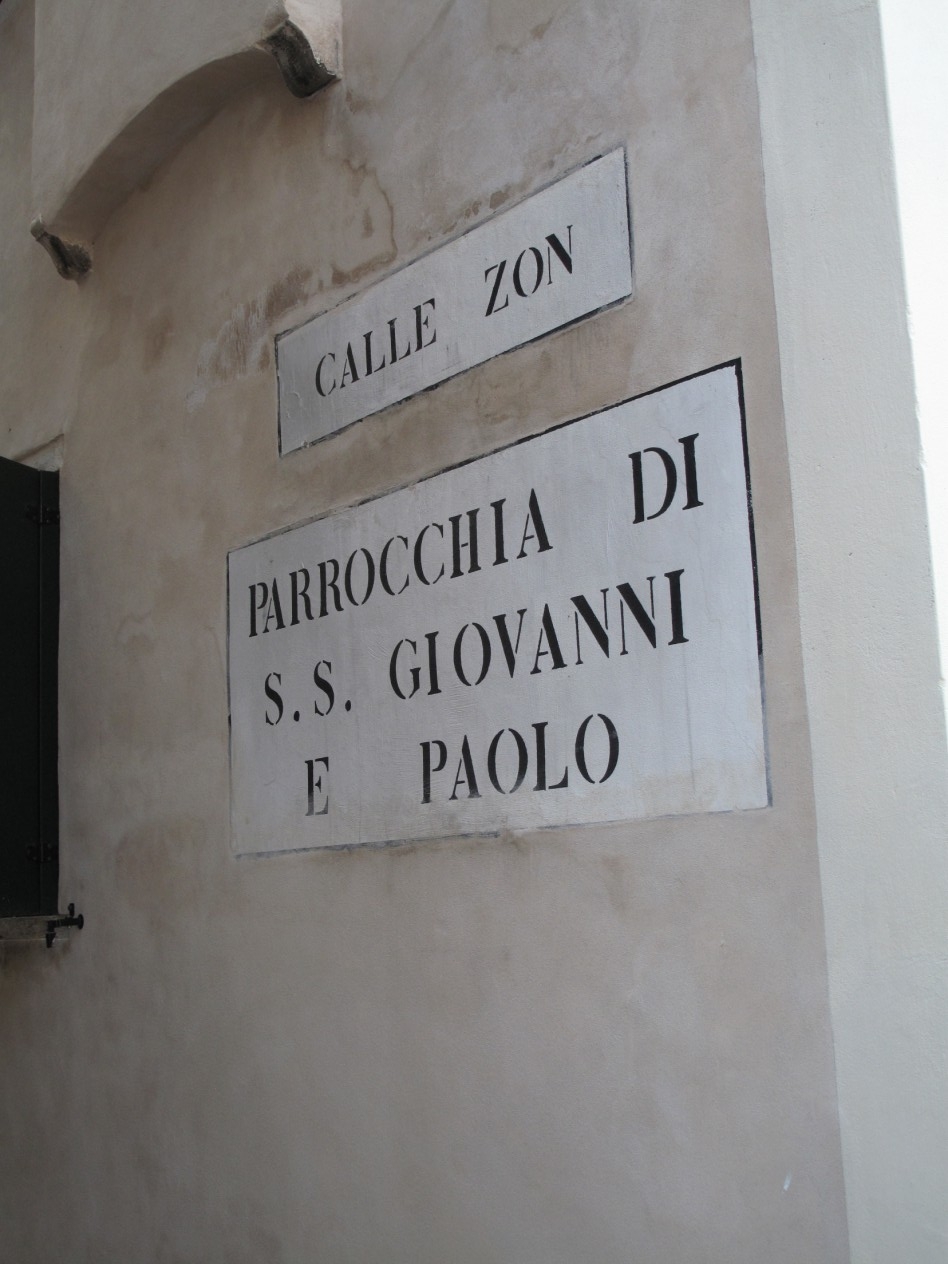 CALLE ZON
PARROCCHIA DI
S.S. GIOVANNI
E PAOLO